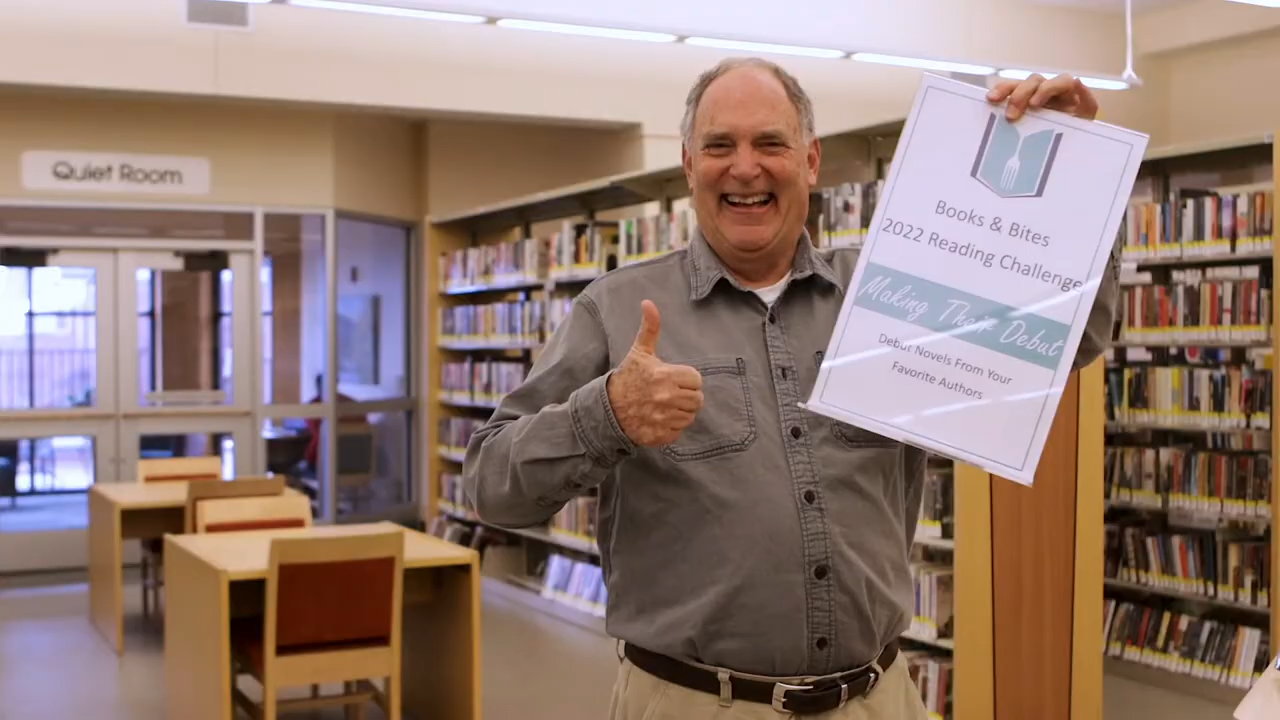 Quiet Room
Books & Bites
2022 Reading Challenge
Making Their Debut
Debut Novels From Your
Favorite Authors